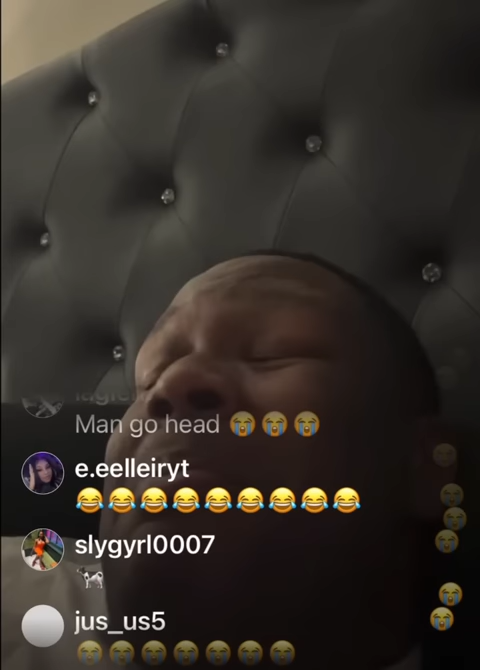 Man go head 😭😭😭
e.eelleiryt
😂😂😂😂😂😂😂😂😂
slygyrl0007
🐄
jus_us5
😭😭😭😭😭😭😭